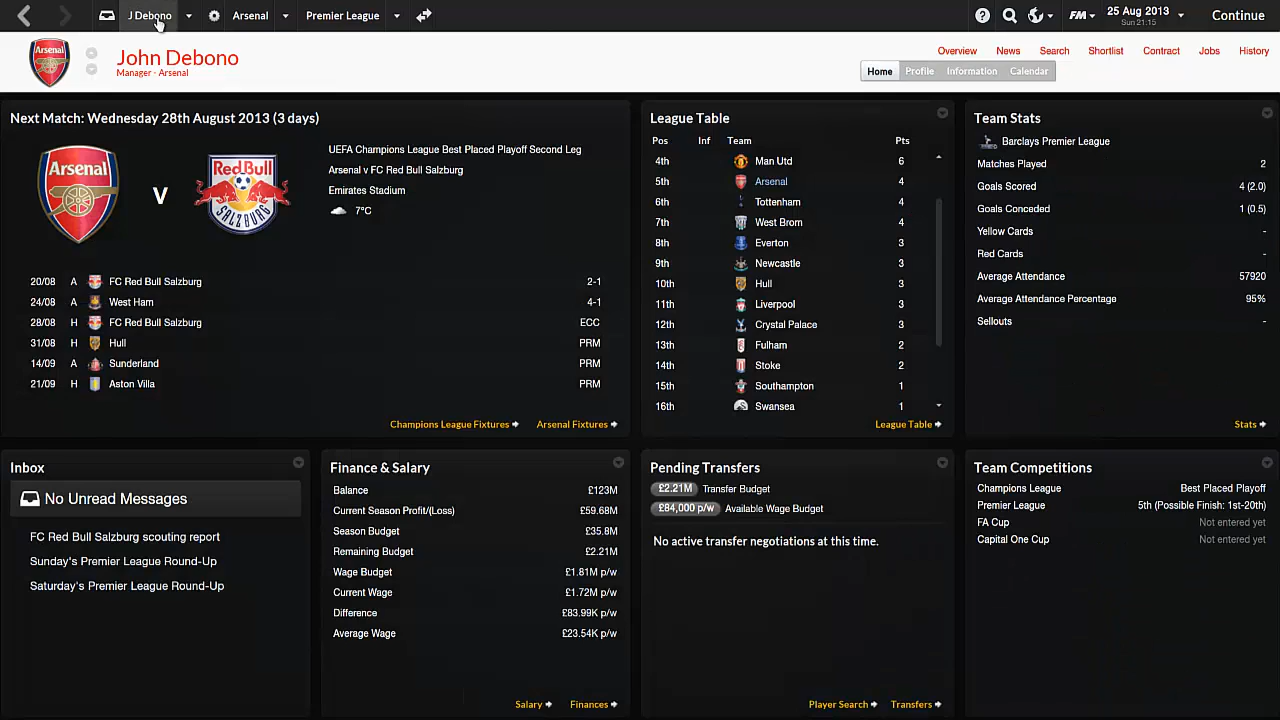 J Debono Arsenal Premier League FM 25 Aug 2013 Continue
Sun 21:15
Arsenal
John Debono
Manager - Arsenal
Overview News Search Shortlist Contract Jobs History
Home Profile Information Calendar
Next Match: Wednesday 28th August 2013 (3 days)
Arsenal
V
Red Bull
SALZBURG
UEFA Champions League Best Placed Playoff Second Leg
Arsenal v FC Red Bull Salzburg
Emirates Stadium
7°C
20/08 A FC Red Bull Salzburg 2-1
24/08 A West Ham 4-1
28/08 H FC Red Bull Salzburg ECC
31/08 H Hull PRM
14/09 A Sunderland PRM
21/09 H Aston Villa PRM
Champions League Fixtures Arsenal Fixtures
League Table
Pos Inf Team Pts
4th Man Utd 6
5th Arsenal 4
6th Tottenham 4
7th West Brom 4
8th Everton 3
9th Newcastle 3
10th Hull 3
11th Liverpool 3
12th Crystal Palace 3
13th Fulham 2
14th Stoke 2
15th Southampton 1
16th Swansea 1
League Table
Team Stats
Barclays Premier League
Matches Played 2
Goals Scored 4 (2.0)
Goals Conceded 1 (0.5)
Yellow Cards -
Red Cards -
Average Attendance 57920
Average Attendance Percentage 95%
Sellouts -
Stats
Inbox
No Unread Messages
FC Red Bull Salzburg scouting report
Sunday's Premier League Round-Up
Saturday's Premier League Round-Up
Finance & Salary
Balance £123M
Current Season Profit/(Loss) £59.68M
Season Budget £35.8M
Remaining Budget £2.21M
Wage Budget £1.81M p/w
Current Wage £1.72M p/w
Difference £83.99K p/w
Average Wage £23.54K p/w
Salary Finances
Pending Transfers
£2.21M Transfer Budget
£84,000 p/w Available Wage Budget
No active transfer negotiations at this time.
Player Search Transfers
Team Competitions
Champions League Best Placed Playoff
Premier League 5th (Possible Finish: 1st-20th)
FA Cup Not entered yet
Capital One Cup Not entered yet